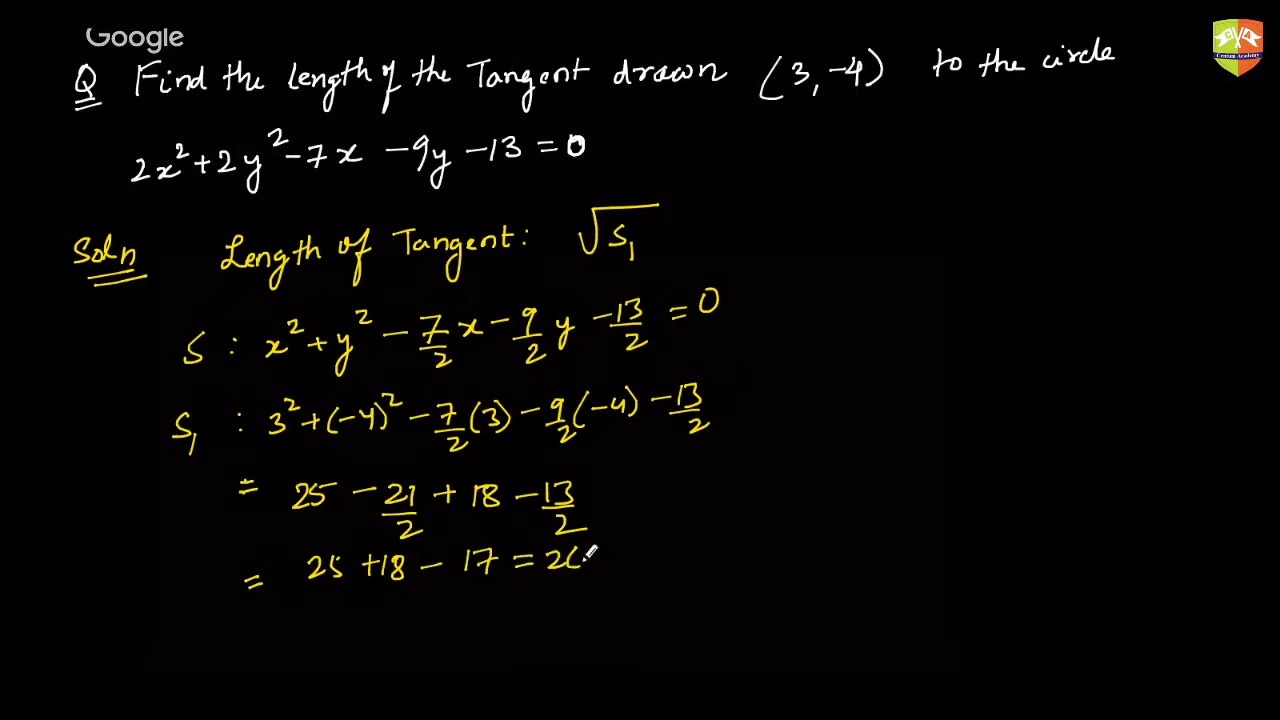 Google
Q Find the length of the Tangent drawn (3, -4) to the circle
2x² + 2y² - 7x - 9y - 13 = 0
Soln Length of Tangent: √S₁
S : x² + y² - 7/2 x - 9/2 y - 13/2 = 0
S₁ : 3² + (-4)² - 7/2 (3) - 9/2 (-4) - 13/2
= 25 - 21/2 + 18 - 13/2
= 25 + 18 - 17 = 26